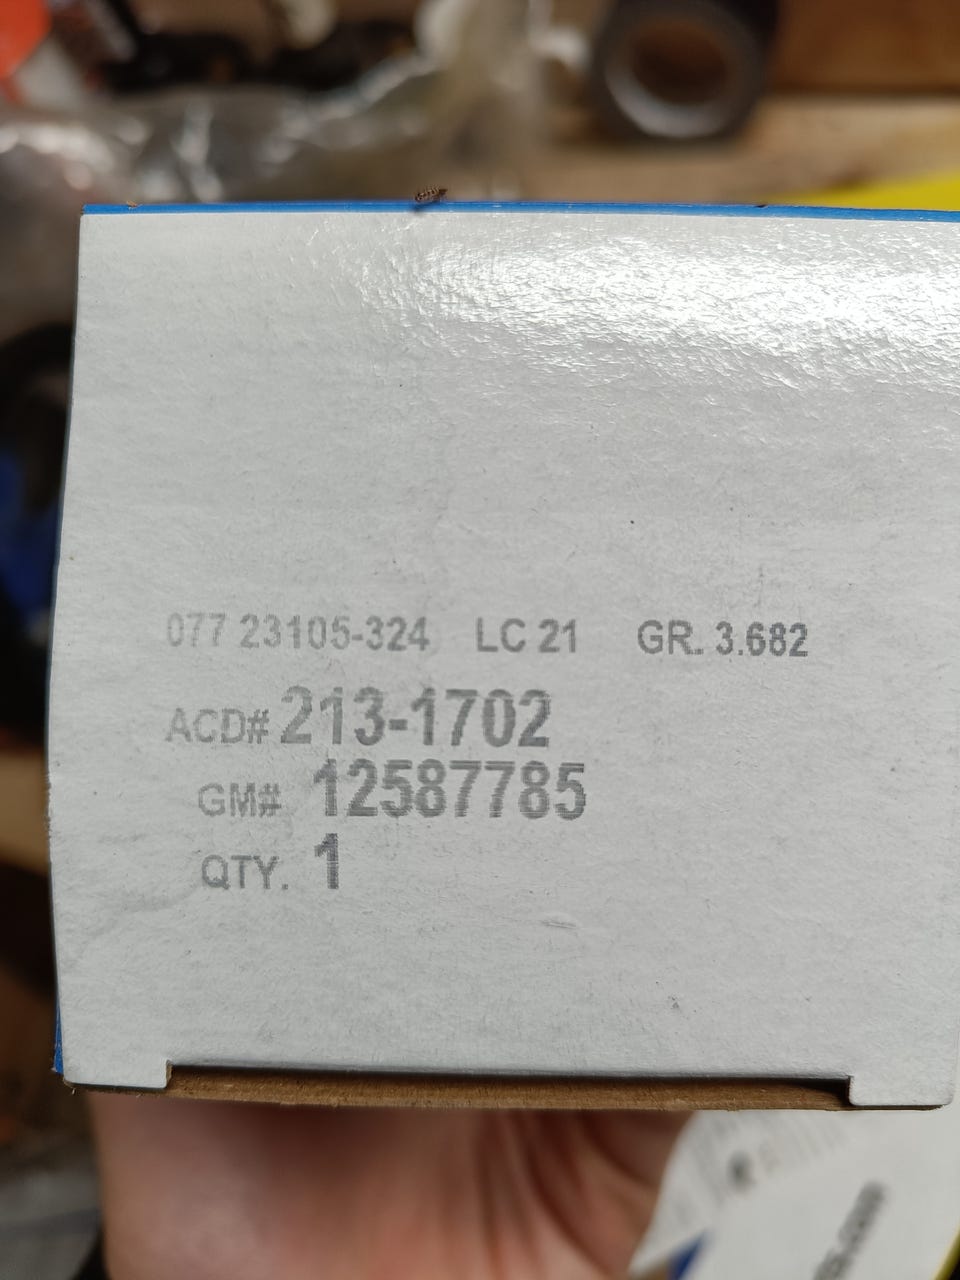 077 23105-324 LC 21 GR. 3.682
ACD# 213-1702
GM# 12587785
QTY. 1